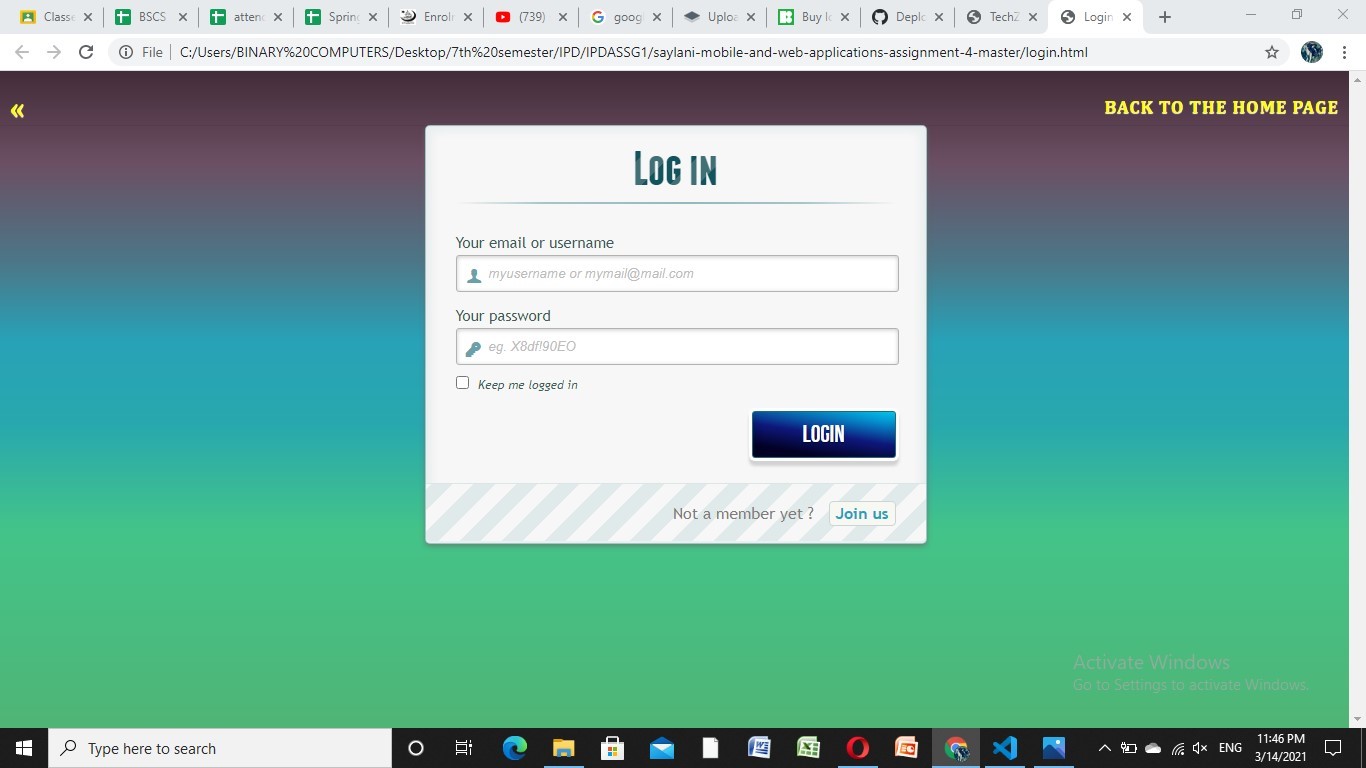 Classe BSCS attend Spring Enrolm (739) googl Uploa Buy Ic Deplo TechZ Login
File C:/Users/BINARY%20COMPUTERS/Desktop/7th%20semester/IPD/IPDASSG1/saylani-mobile-and-web-applications-assignment-4-master/login.html
« BACK TO THE HOME PAGE
LOG IN
Your email or username
myusername or mymail@mail.com
Your password
eg. X8df!90EO
Keep me logged in
LOGIN
Not a member yet ? Join us
Activate Windows
Go to Settings to activate Windows.
Type here to search
ENG
11:46 PM
3/14/2021